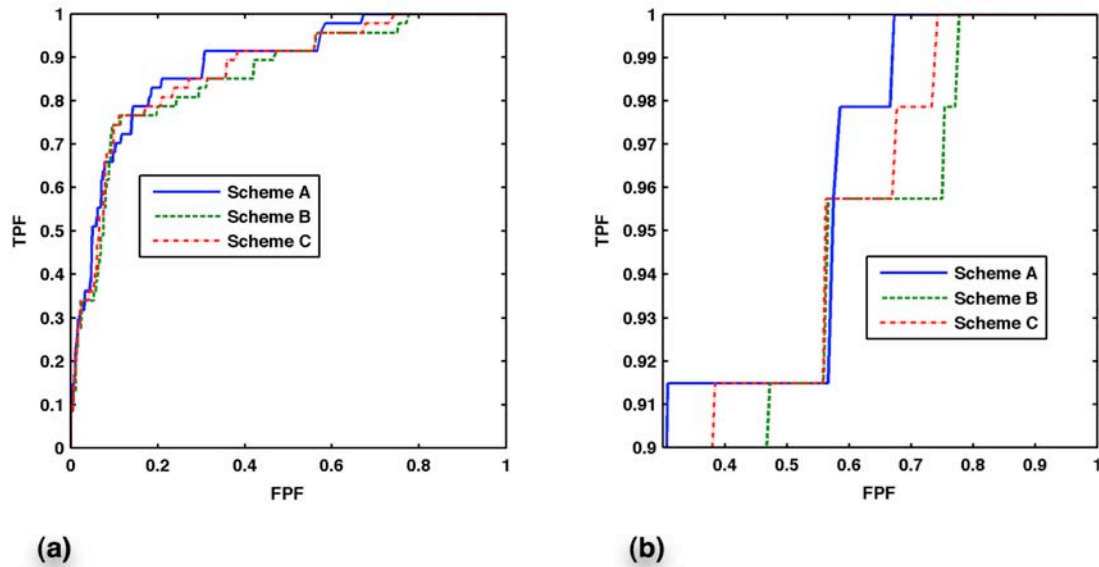 1
0.9
0.8
0.7
0.6
0.5
0.4
0.3
0.2
0.1
0
TPF
0 0.2 0.4 0.6 0.8 1
FPF
Scheme A
Scheme B
Scheme C
(a)
1
0.99
0.98
0.97
0.96
0.95
0.94
0.93
0.92
0.91
0.9
TPF
0.4 0.5 0.6 0.7 0.8 0.9 1
FPF
Scheme A
Scheme B
Scheme C
(b)